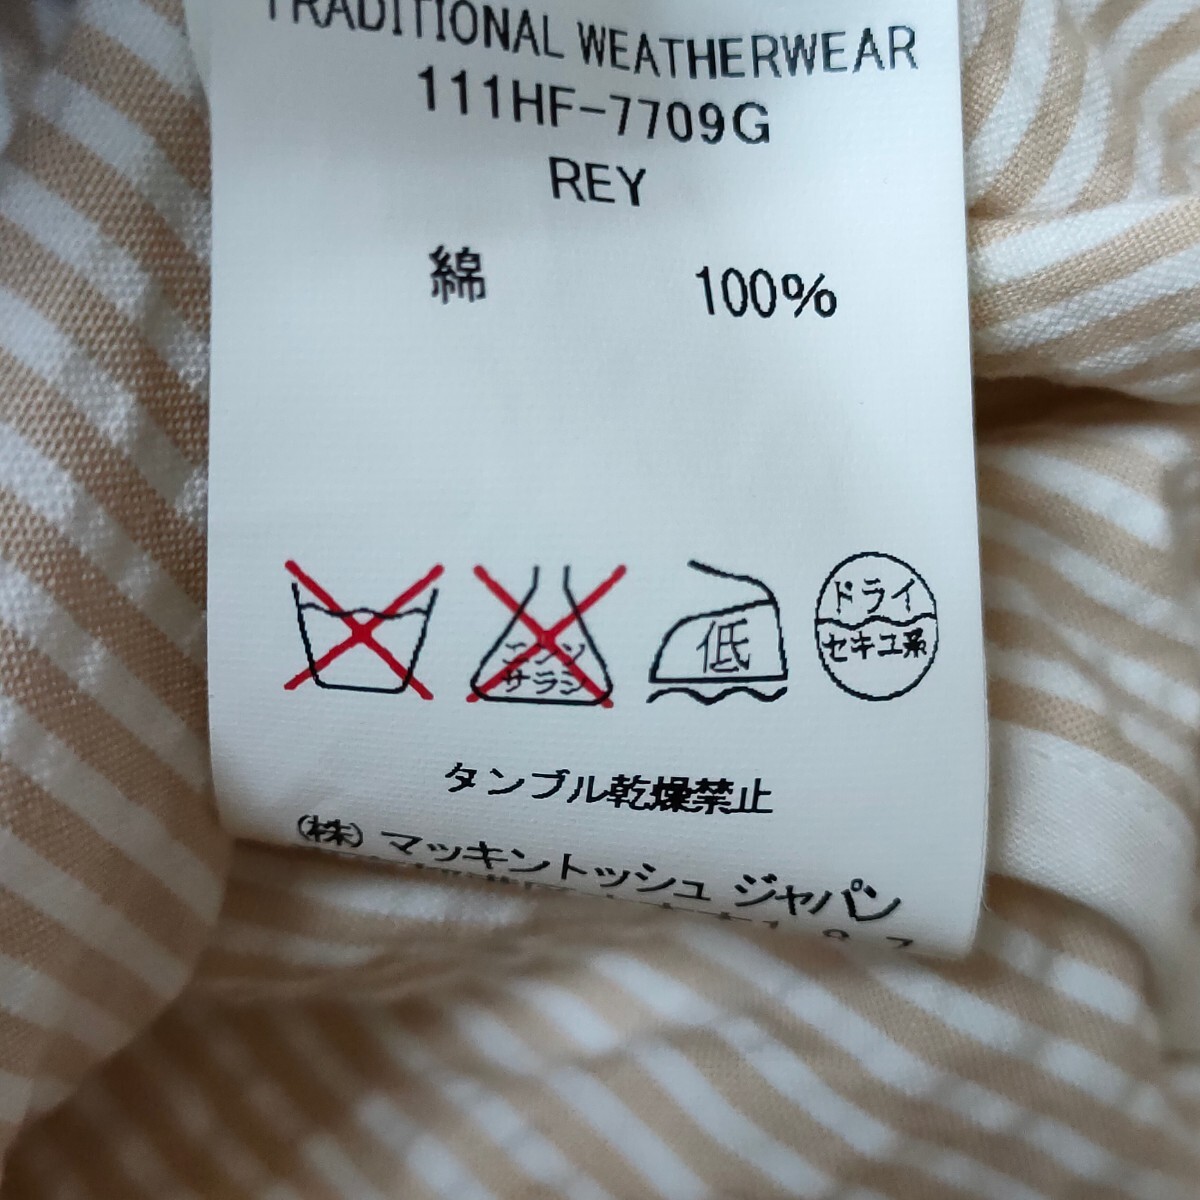 TRADITIONAL WEATHERWEAR
111HF-7709G
REY
綿 100%
エンソ
サラシ
低
ドライ
セキユ系
タンブル乾燥禁止
(株) マッキントッシュ ジャパン